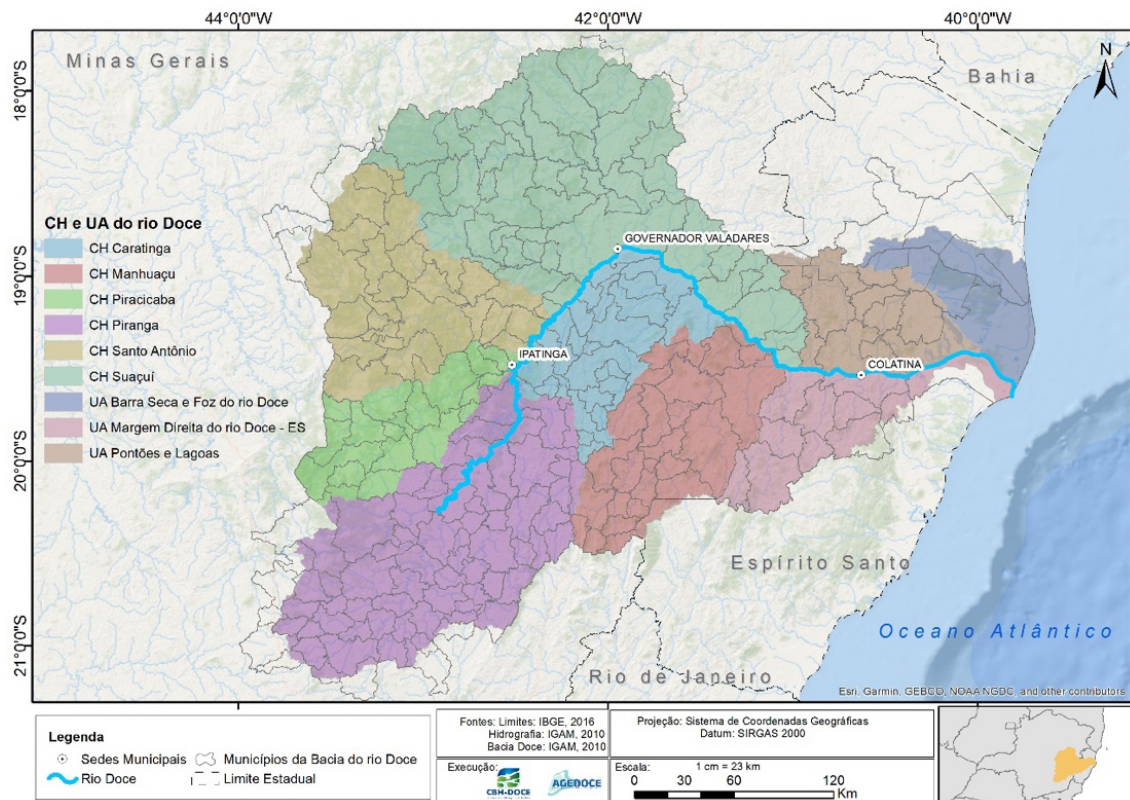 44°0'0"W 42°0'0"W 40°0'0"W
Minas Gerais
Bahia
N
18°0'0"S
19°0'0"S
20°0'0"S
21°0'0"S
CH e UA do rio Doce
CH Caratinga
CH Manhuaçu
CH Piracicaba
CH Piranga
CH Santo Antônio
CH Suaçuí
UA Barra Seca e Foz do rio Doce
UA Margem Direita do rio Doce - ES
UA Pontões e Lagoas
GOVERNADOR VALADARES
IPATINGA
COLATINA
Espírito Santo
Oceano Atlântico
Rio de Janeiro
Esri, Garmin, GEBCO, NOAA NGDC, and other contributors
Legenda
Sedes Municipais
Municípios da Bacia do rio Doce
Rio Doce
Limite Estadual
Fontes: Limites: IBGE, 2016
Hidrografia: IGAM, 2010
Bacia Doce: IGAM, 2010
Execução:
CBH-DOCE
AGEDOCE
Projeção: Sistema de Coordenadas Geográficas
Datum: SIRGAS 2000
Escala: 1 cm = 23 km
0 30 60 120
Km